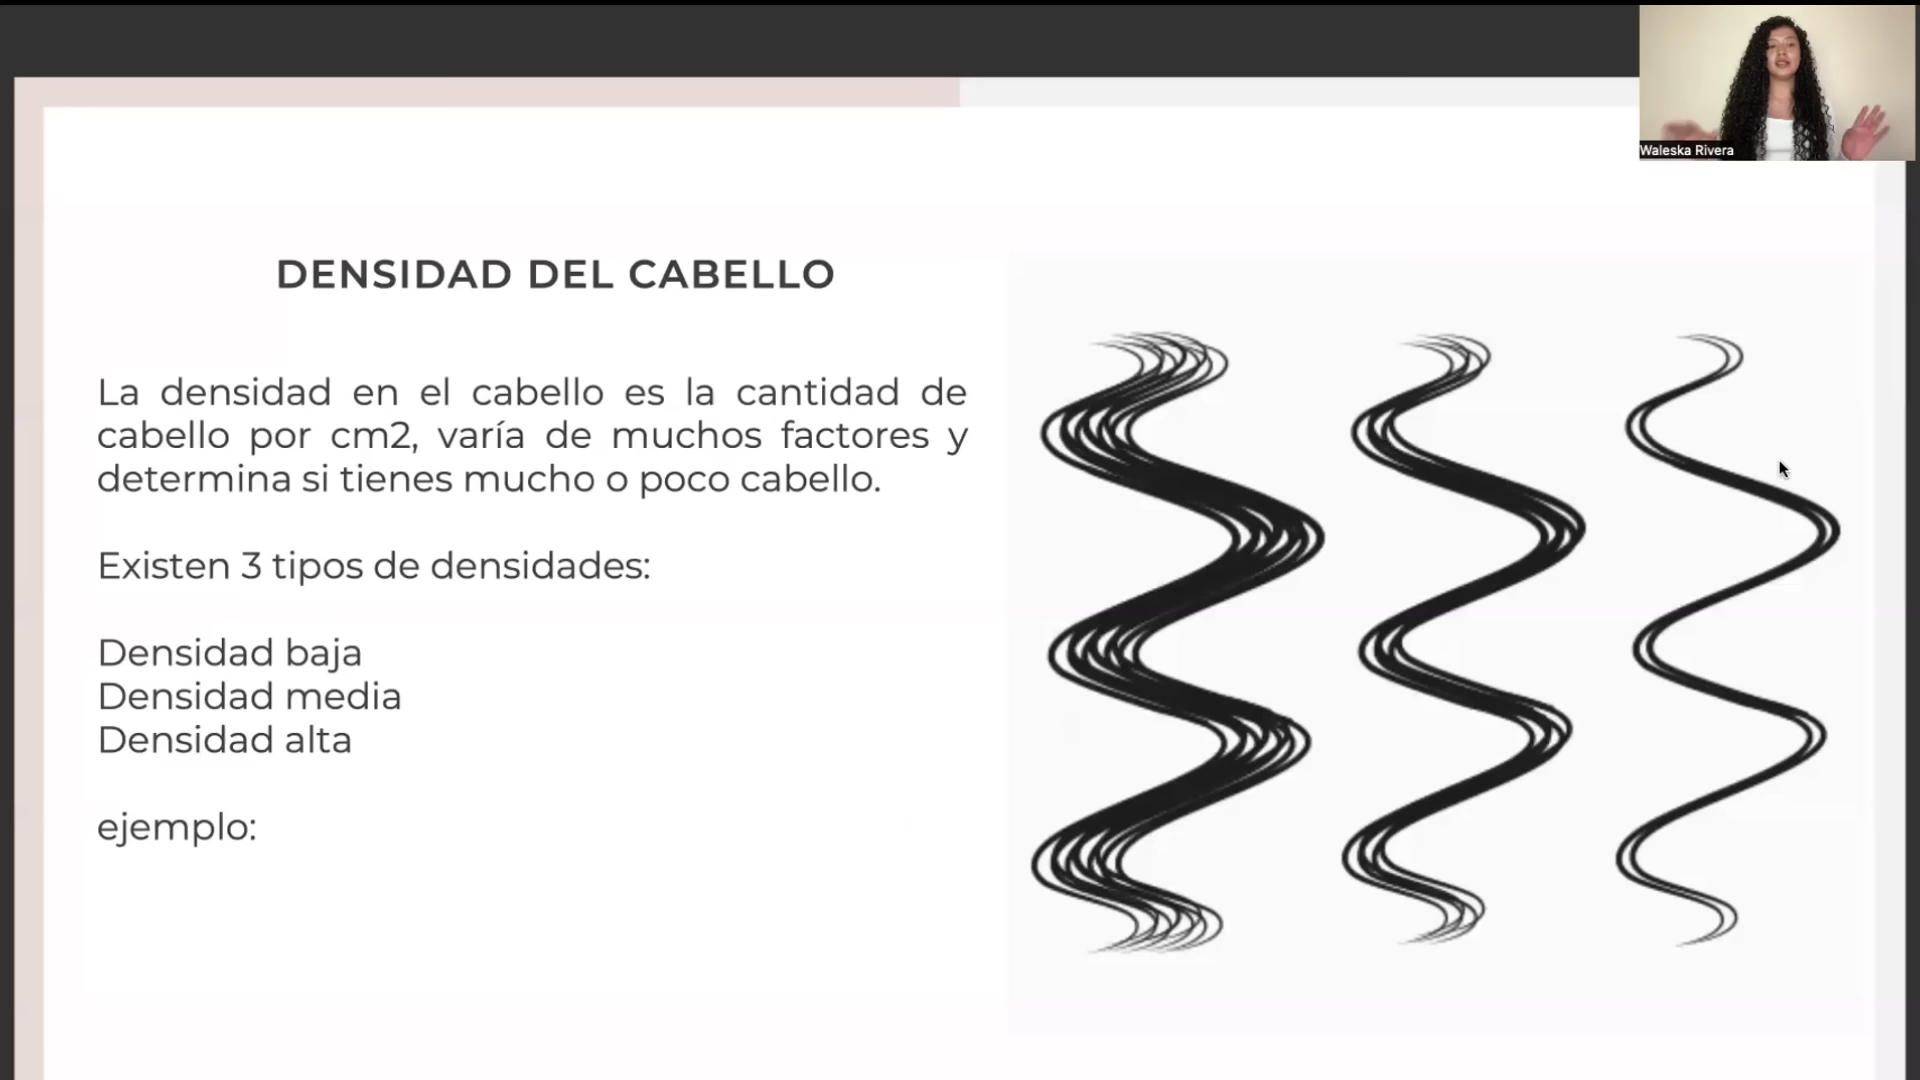 Waleska Rivera
DENSIDAD DEL CABELLO
La densidad en el cabello es la cantidad de
cabello por cm2, varía de muchos factores y
determina si tienes mucho o poco cabello.
Existen 3 tipos de densidades:
Densidad baja
Densidad media
Densidad alta
ejemplo: